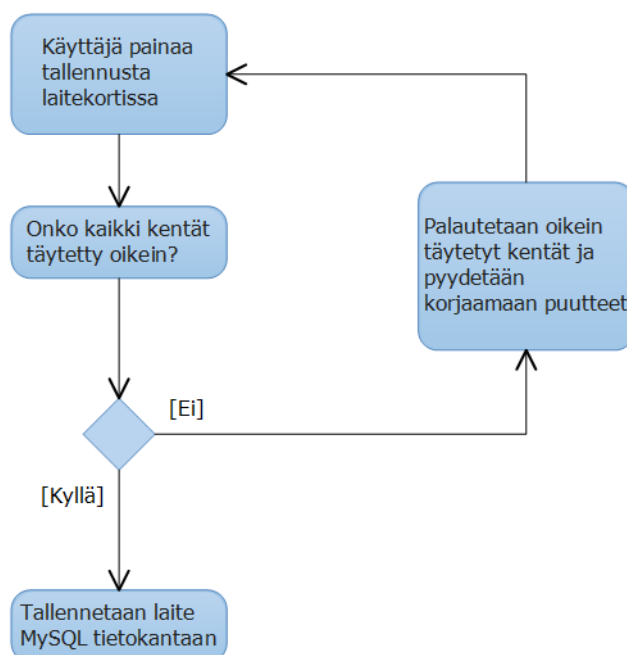 Käyttäjä painaa
tallennusta
laitekortissa
Onko kaikki kentät
täytetty oikein?
Palautetaan oikein
täytetyt kentät ja
pyydetään
korjaamaan puutteet
[Ei]
[Kyllä]
Tallennetaan laite
MySQL tietokantaan